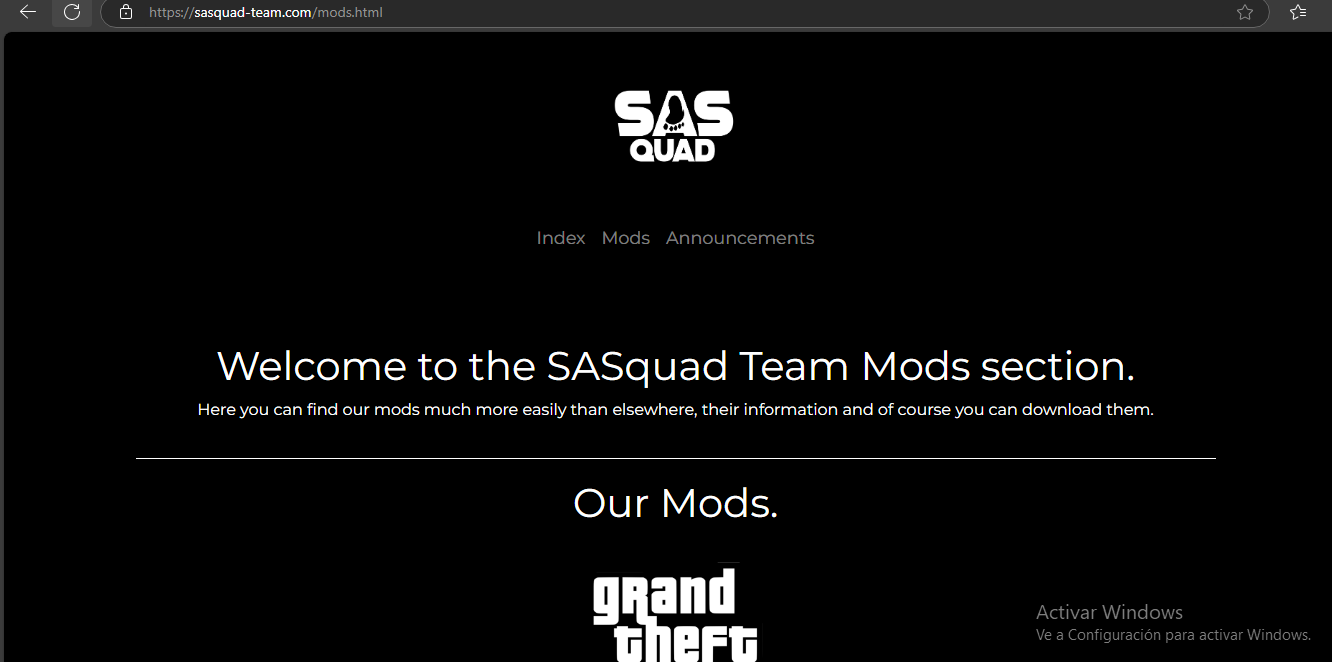 https://sasquad-team.com/mods.html
SAS
QUAD
Index Mods Announcements
Welcome to the SASquad Team Mods section.
Here you can find our mods much more easily than elsewhere, their information and of course you can download them.
Our Mods.
grand
theft
Activar Windows
Ve a Configuración para activar Windows.